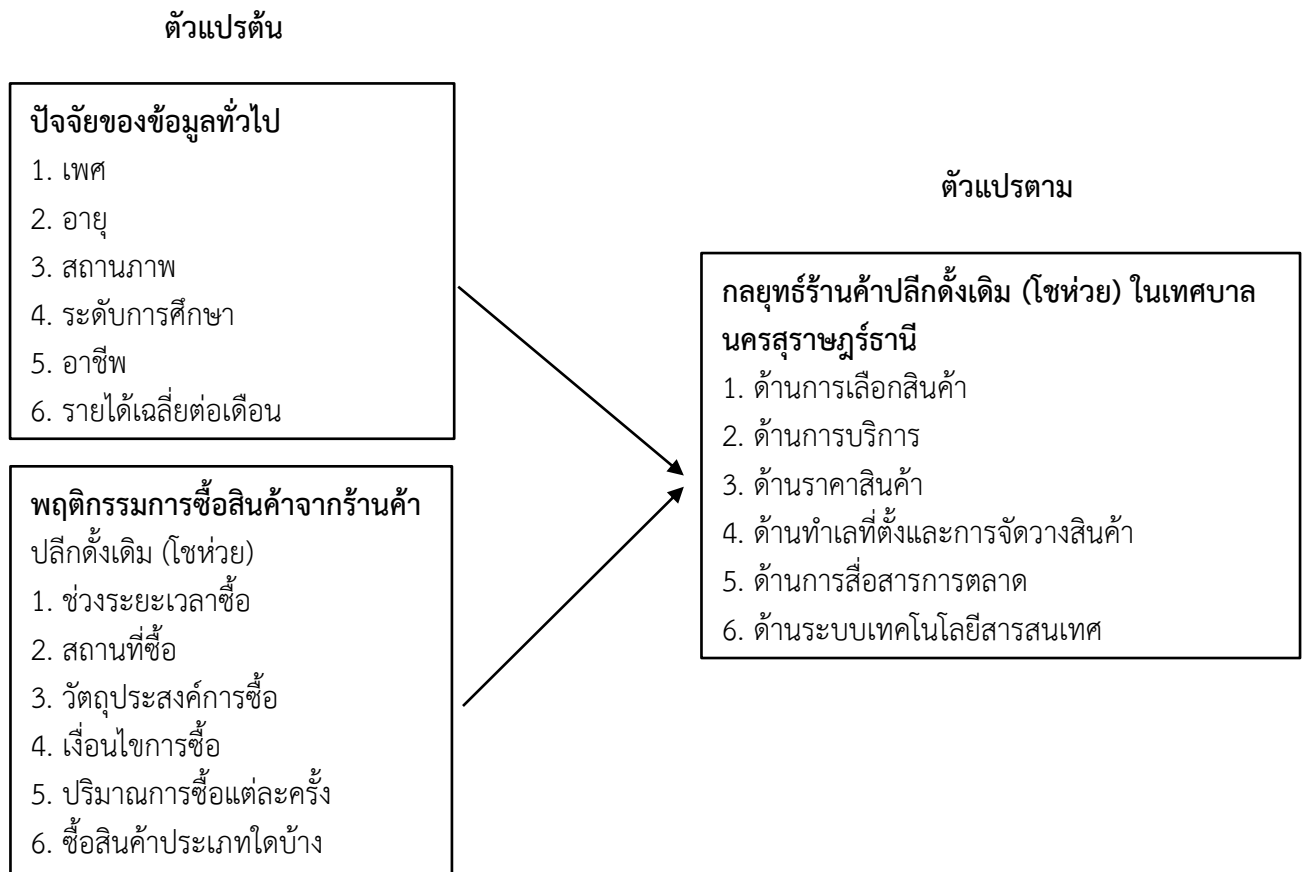 ตัวแปรต้น
ปัจจัยของข้อมูลทั่วไป
1. เพศ
2. อายุ
3. สถานภาพ
4. ระดับการศึกษา
5. อาชีพ
6. รายได้เฉลี่ยต่อเดือน
พฤติกรรมการซื้อสินค้าจากร้านค้า
ปลีกดั้งเดิม (โชห่วย)
1. ช่วงระยะเวลาซื้อ
2. สถานที่ซื้อ
3. วัตถุประสงค์การซื้อ
4. เงื่อนไขการซื้อ
5. ปริมาณการซื้อแต่ละครั้ง
6. ซื้อสินค้าประเภทใดบ้าง
ตัวแปรตาม
กลยุทธ์ร้านค้าปลีกดั้งเดิม (โชห่วย) ในเทศบาล
นครสุราษฎร์ธานี
1. ด้านการเลือกสินค้า
2. ด้านการบริการ
3. ด้านราคาสินค้า
4. ด้านทำเลที่ตั้งและการจัดวางสินค้า
5. ด้านการสื่อสารการตลาด
6. ด้านระบบเทคโนโลยีสารสนเทศ